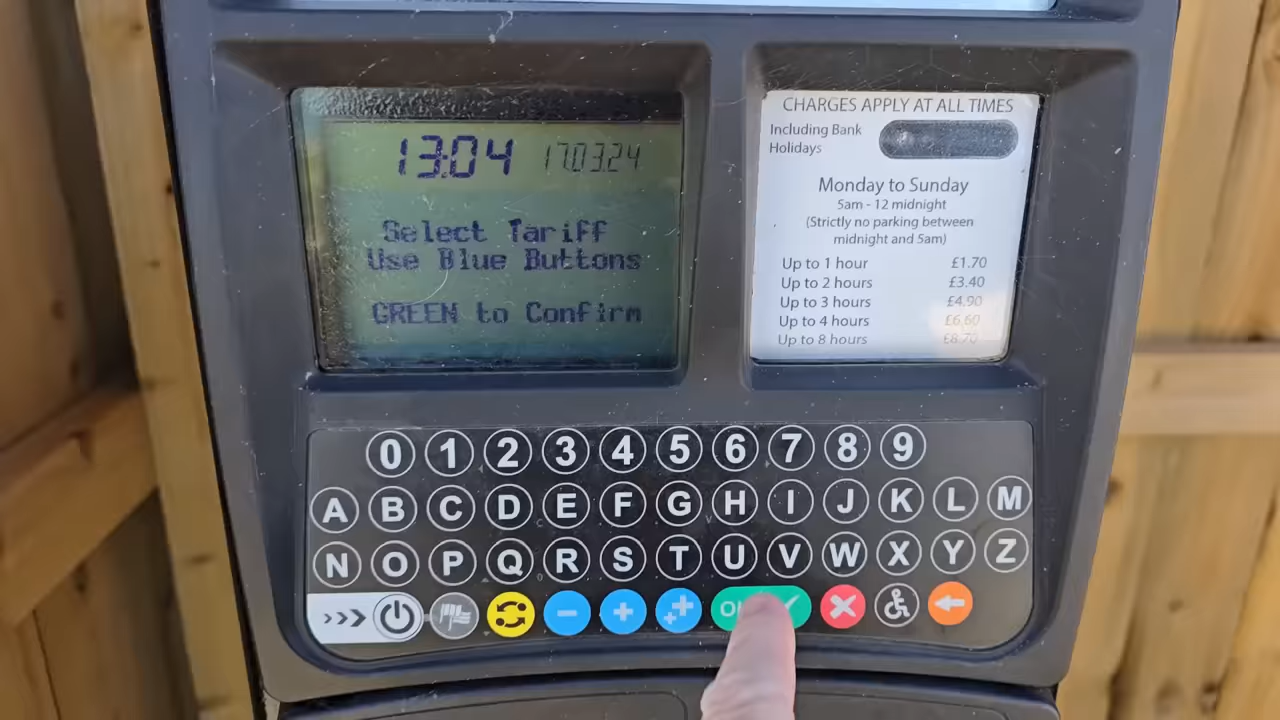 13:04 17.03.24
Select Tariff
Use Blue Buttons
GREEN to Confirm
CHARGES APPLY AT ALL TIMES
Including Bank
Holidays
Monday to Sunday
5am - 12 midnight
(Strictly no parking between
midnight and 5am)
Up to 1 hour £1.70
Up to 2 hours £3.40
Up to 3 hours £4.90
Up to 4 hours £6.60
Up to 8 hours £8.70
0 1 2 3 4 5 6 7 8 9
A B C D E F G H I J K L M
N O P Q R S T U V W X Y Z
>>> - + ++